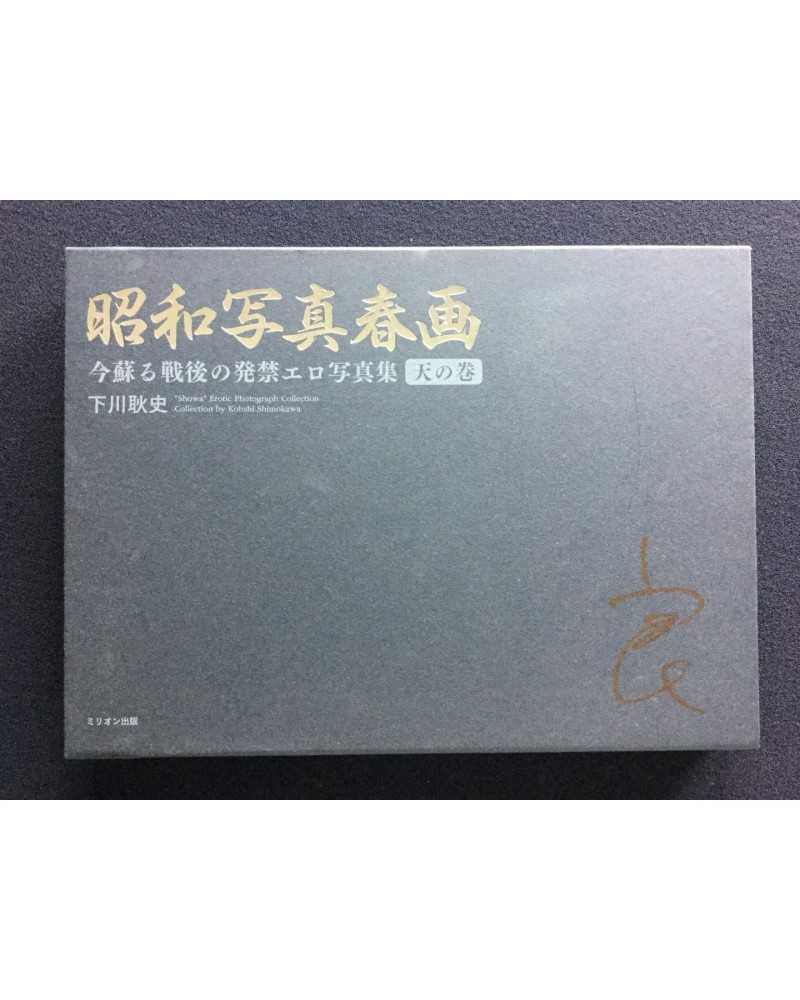 昭和写真春画
今蘇る戦後の発禁エロ写真集 天の巻
下川耿史 "Showa" Erotic Photograph Collection
Collection by Kohshi Shimokawa
ミリオン出版